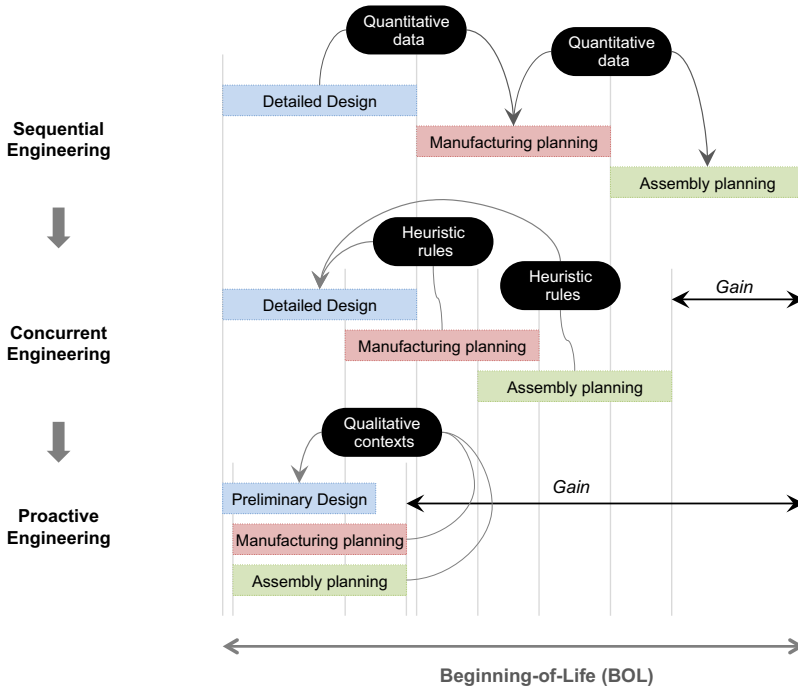 Quantitative
data
Quantitative
data
Detailed Design
Sequential
Engineering
Manufacturing planning
Assembly planning
Heuristic
rules
Heuristic
rules
Gain
Detailed Design
Concurrent
Engineering
Manufacturing planning
Assembly planning
Qualitative
contexts
Gain
Preliminary Design
Proactive
Engineering
Manufacturing planning
Assembly planning
Beginning-of-Life (BOL)